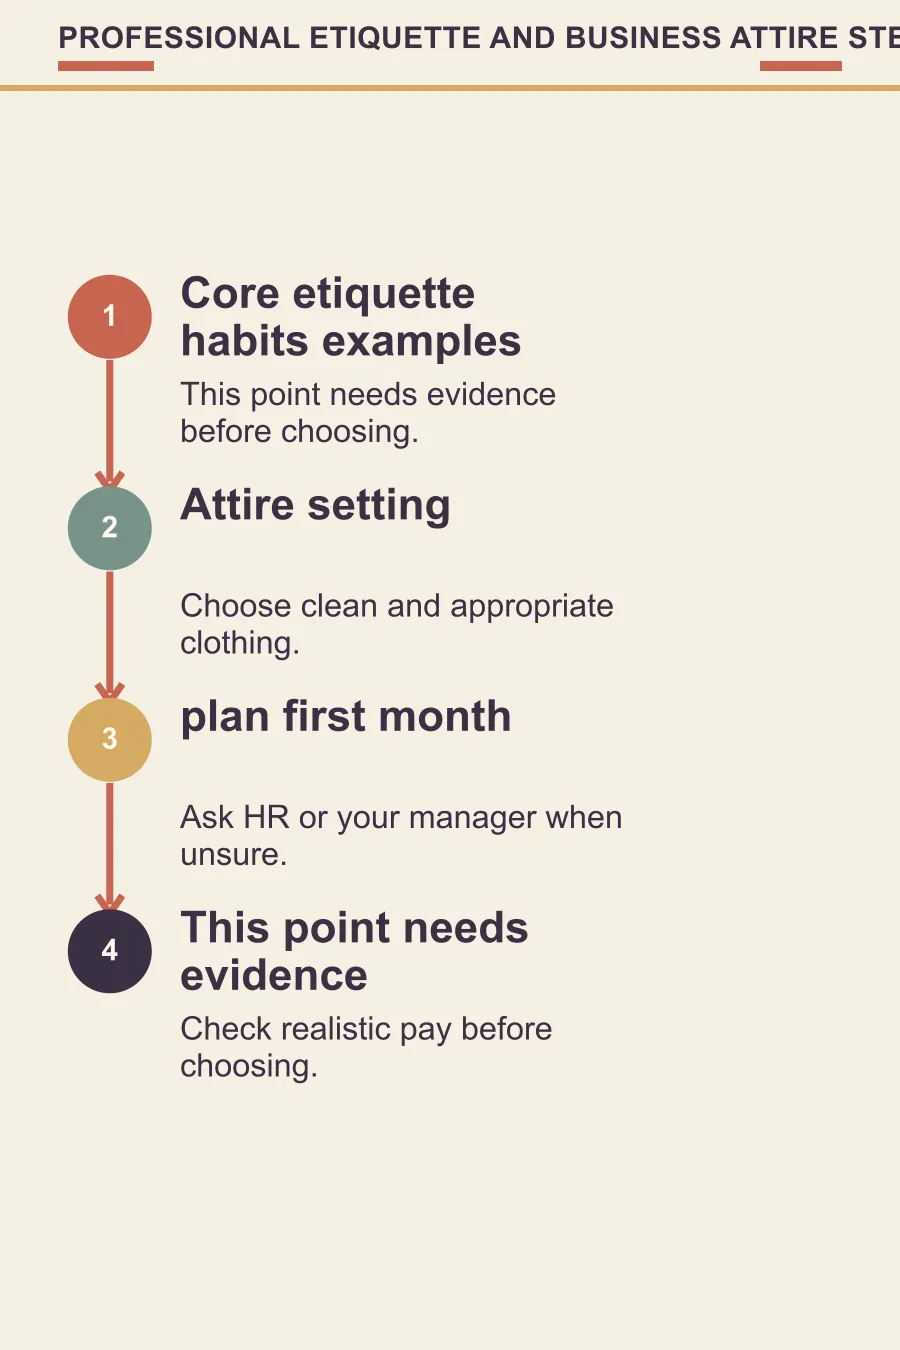 PROFESSIONAL ETIQUETTE AND BUSINESS ATTIRE STE
1
Core etiquette
habits examples
This point needs evidence
before choosing.
2
Attire setting
Choose clean and appropriate
clothing.
3
plan first month
Ask HR or your manager when
unsure.
4
This point needs
evidence
Check realistic pay before
choosing.